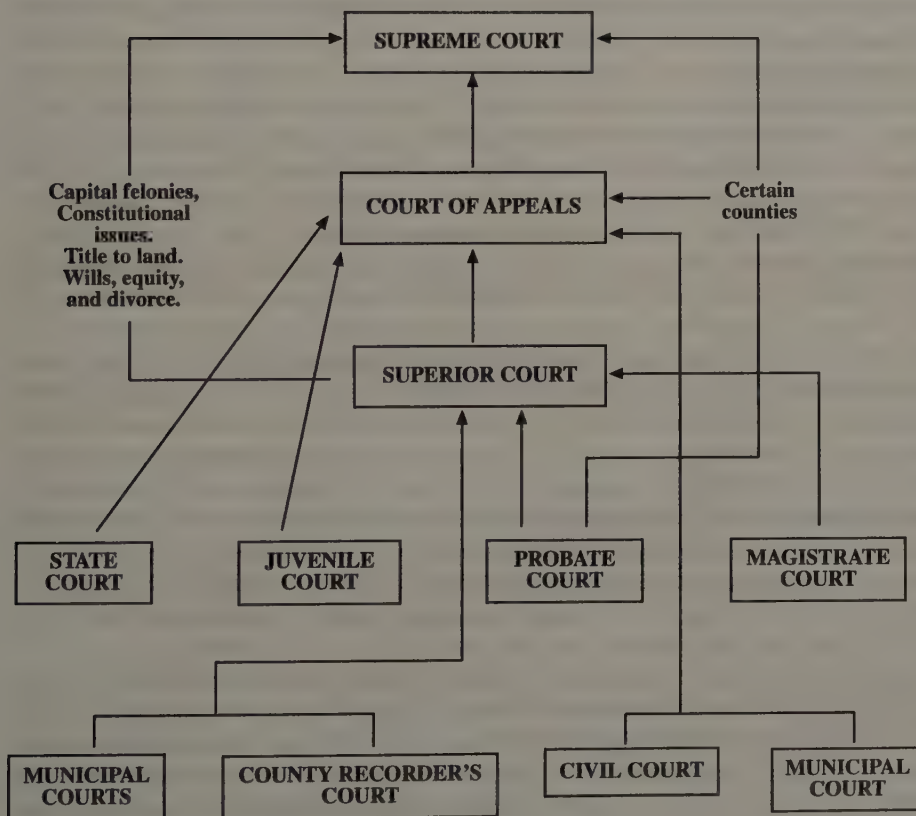 SUPREME COURT
Capital felonies,
Constitutional
issues.
Title to land.
Wills, equity,
and divorce.
COURT OF APPEALS
Certain
counties
SUPERIOR COURT
STATE
COURT
JUVENILE
COURT
PROBATE
COURT
MAGISTRATE
COURT
MUNICIPAL
COURTS
COUNTY RECORDER'S
COURT
CIVIL COURT
MUNICIPAL
COURT